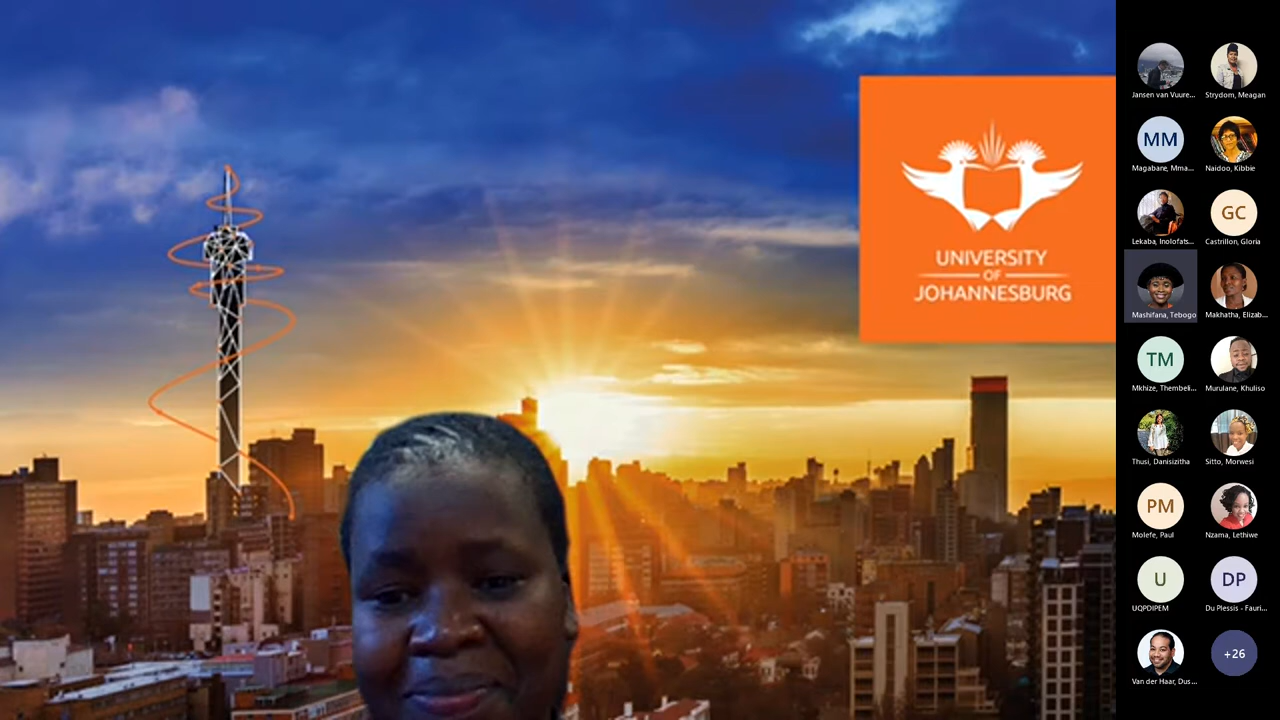 UNIVERSITY
OF
JOHANNESBURG
Jansen van Vuure...
Strydom, Meagan
MM
Magabane, Mma...
Naidoo, Kibbie
Lekaba, Inolofats...
GC
Castrillon, Gloria
Mashifana, Tebogo
Makhatha, Elizab...
TM
Mkhize, Thembeli...
Murulane, Khuliso
Thusi, Danisizitha
Sitto, Morwesi
PM
Molefe, Paul
Nzama, Lethiwe
U
UQPDIPEM
DP
Du Plessis - Fauri...
Van der Haar, Dus...
+26